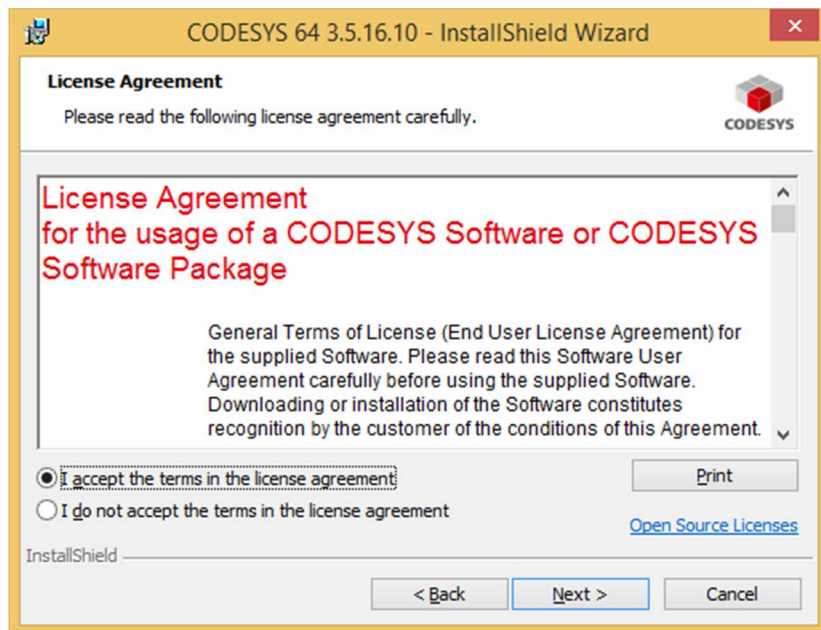 CODESYS 64 3.5.16.10 - InstallShield Wizard
License Agreement
Please read the following license agreement carefully.
CODESYS
License Agreement
for the usage of a CODESYS Software or CODESYS
Software Package
General Terms of License (End User License Agreement) for
the supplied Software. Please read this Software User
Agreement carefully before using the supplied Software.
Downloading or installation of the Software constitutes
recognition by the customer of the conditions of this Agreement.
I accept the terms in the license agreement
Print
I do not accept the terms in the license agreement
Open Source Licenses
InstallShield
< Back
Next >
Cancel